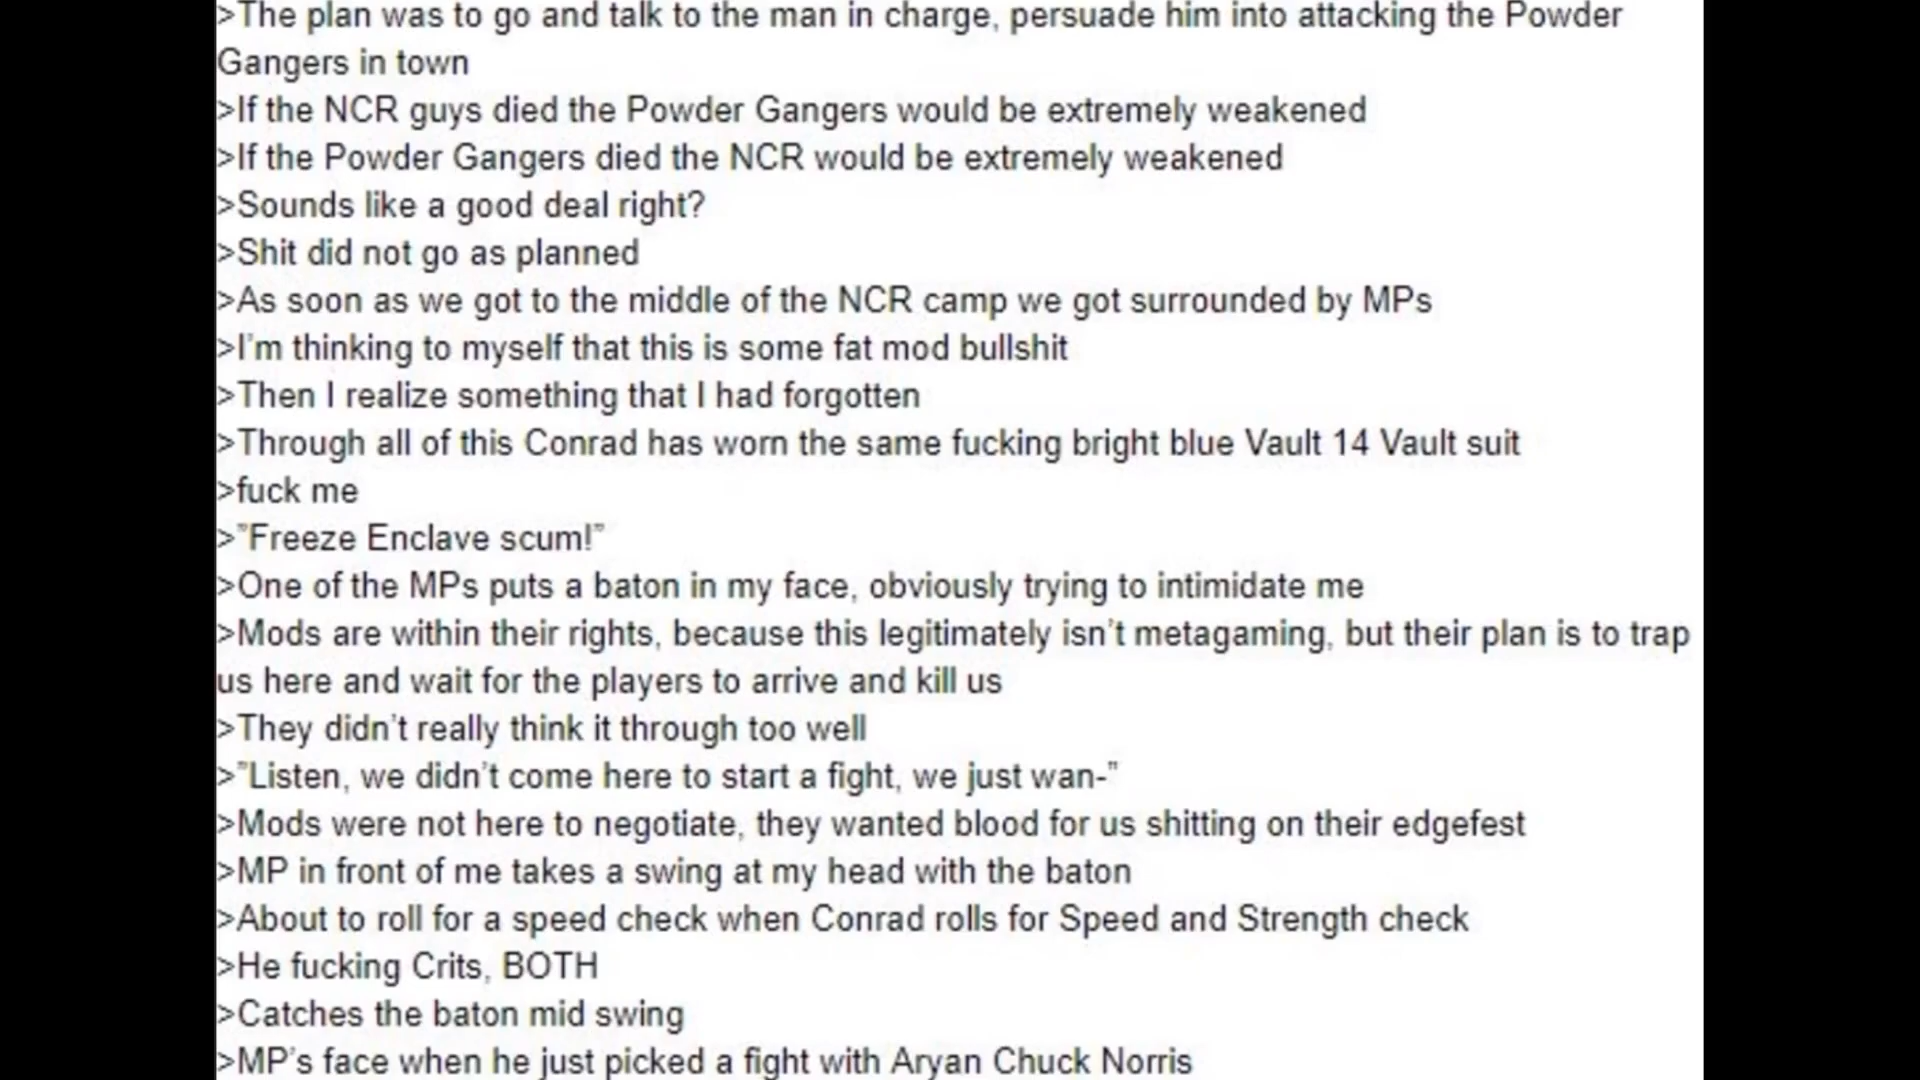 >The plan was to go and talk to the man in charge, persuade him into attacking the Powder
Gangers in town
>If the NCR guys died the Powder Gangers would be extremely weakened
>If the Powder Gangers died the NCR would be extremely weakened
>Sounds like a good deal right?
>Shit did not go as planned
>As soon as we got to the middle of the NCR camp we got surrounded by MPs
>I'm thinking to myself that this is some fat mod bullshit
>Then I realize something that I had forgotten
>Through all of this Conrad has worn the same fucking bright blue Vault 14 Vault suit
>fuck me
>"Freeze Enclave scum!"
>One of the MPs puts a baton in my face, obviously trying to intimidate me
>Mods are within their rights, because this legitimately isn't metagaming, but their plan is to trap
us here and wait for the players to arrive and kill us
>They didn't really think it through too well
>"Listen, we didn't come here to start a fight, we just wan-"
>Mods were not here to negotiate, they wanted blood for us shitting on their edgefest
>MP in front of me takes a swing at my head with the baton
>About to roll for a speed check when Conrad rolls for Speed and Strength check
>He fucking Crits, BOTH
>Catches the baton mid swing
>MP's face when he just picked a fight with Aryan Chuck Norris